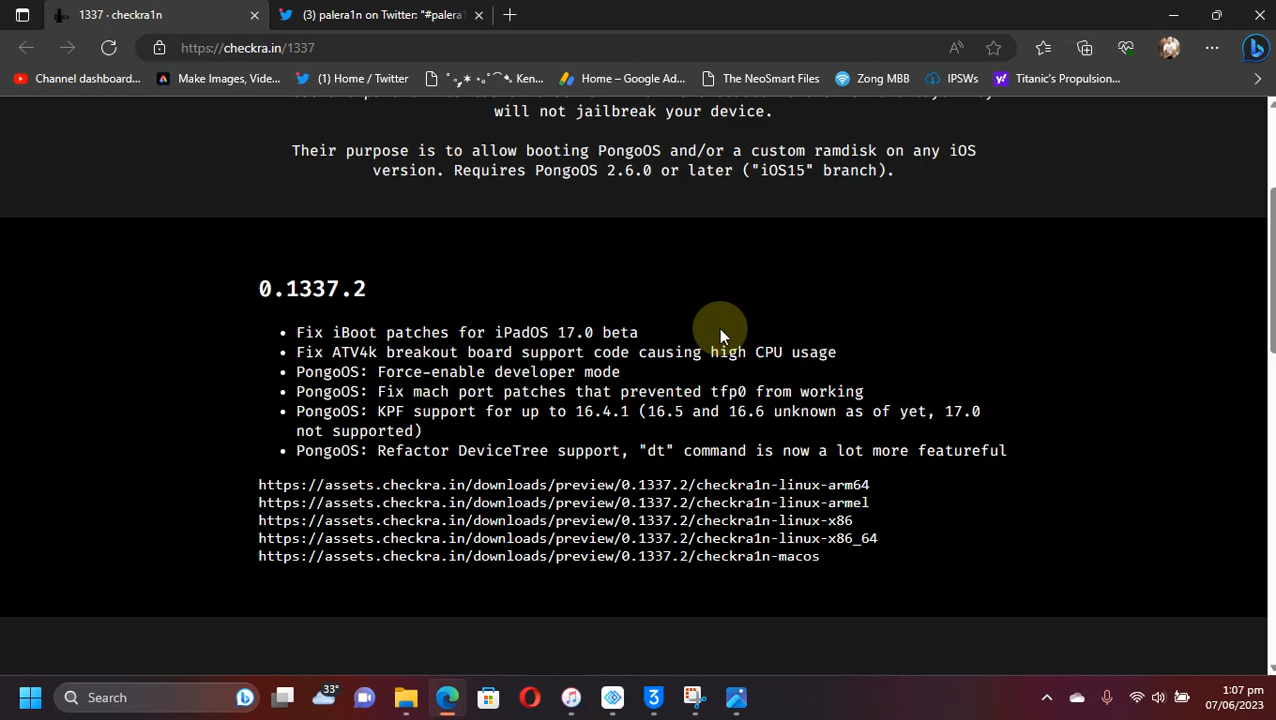 1337 · checkra1n
(3) palera1n on Twitter: "#palera1
https://checkra.in/1337
Channel dashboard...
Make Images, Vide...
(1) Home / Twitter
Ken...
Home – Google Ad...
The NeoSmart Files
Zong MBB
IPSWs
Titanic's Propulsion...
will not jailbreak your device.
Their purpose is to allow booting PongoOS and/or a custom ramdisk on any iOS
version. Requires PongoOS 2.6.0 or later ("iOS15" branch).
0.1337.2
• Fix iBoot patches for iPadOS 17.0 beta
• Fix ATV4k breakout board support code causing high CPU usage
• PongoOS: Force-enable developer mode
• PongoOS: Fix mach port patches that prevented tfp0 from working
• PongoOS: KPF support for up to 16.4.1 (16.5 and 16.6 unknown as of yet, 17.0
not supported)
• PongoOS: Refactor DeviceTree support, "dt" command is now a lot more featureful
https://assets.checkra.in/downloads/preview/0.1337.2/checkra1n-linux-arm64
https://assets.checkra.in/downloads/preview/0.1337.2/checkra1n-linux-armel
https://assets.checkra.in/downloads/preview/0.1337.2/checkra1n-linux-x86
https://assets.checkra.in/downloads/preview/0.1337.2/checkra1n-linux-x86_64
https://assets.checkra.in/downloads/preview/0.1337.2/checkra1n-macos
Search
33°
1:07 pm
07/06/2023